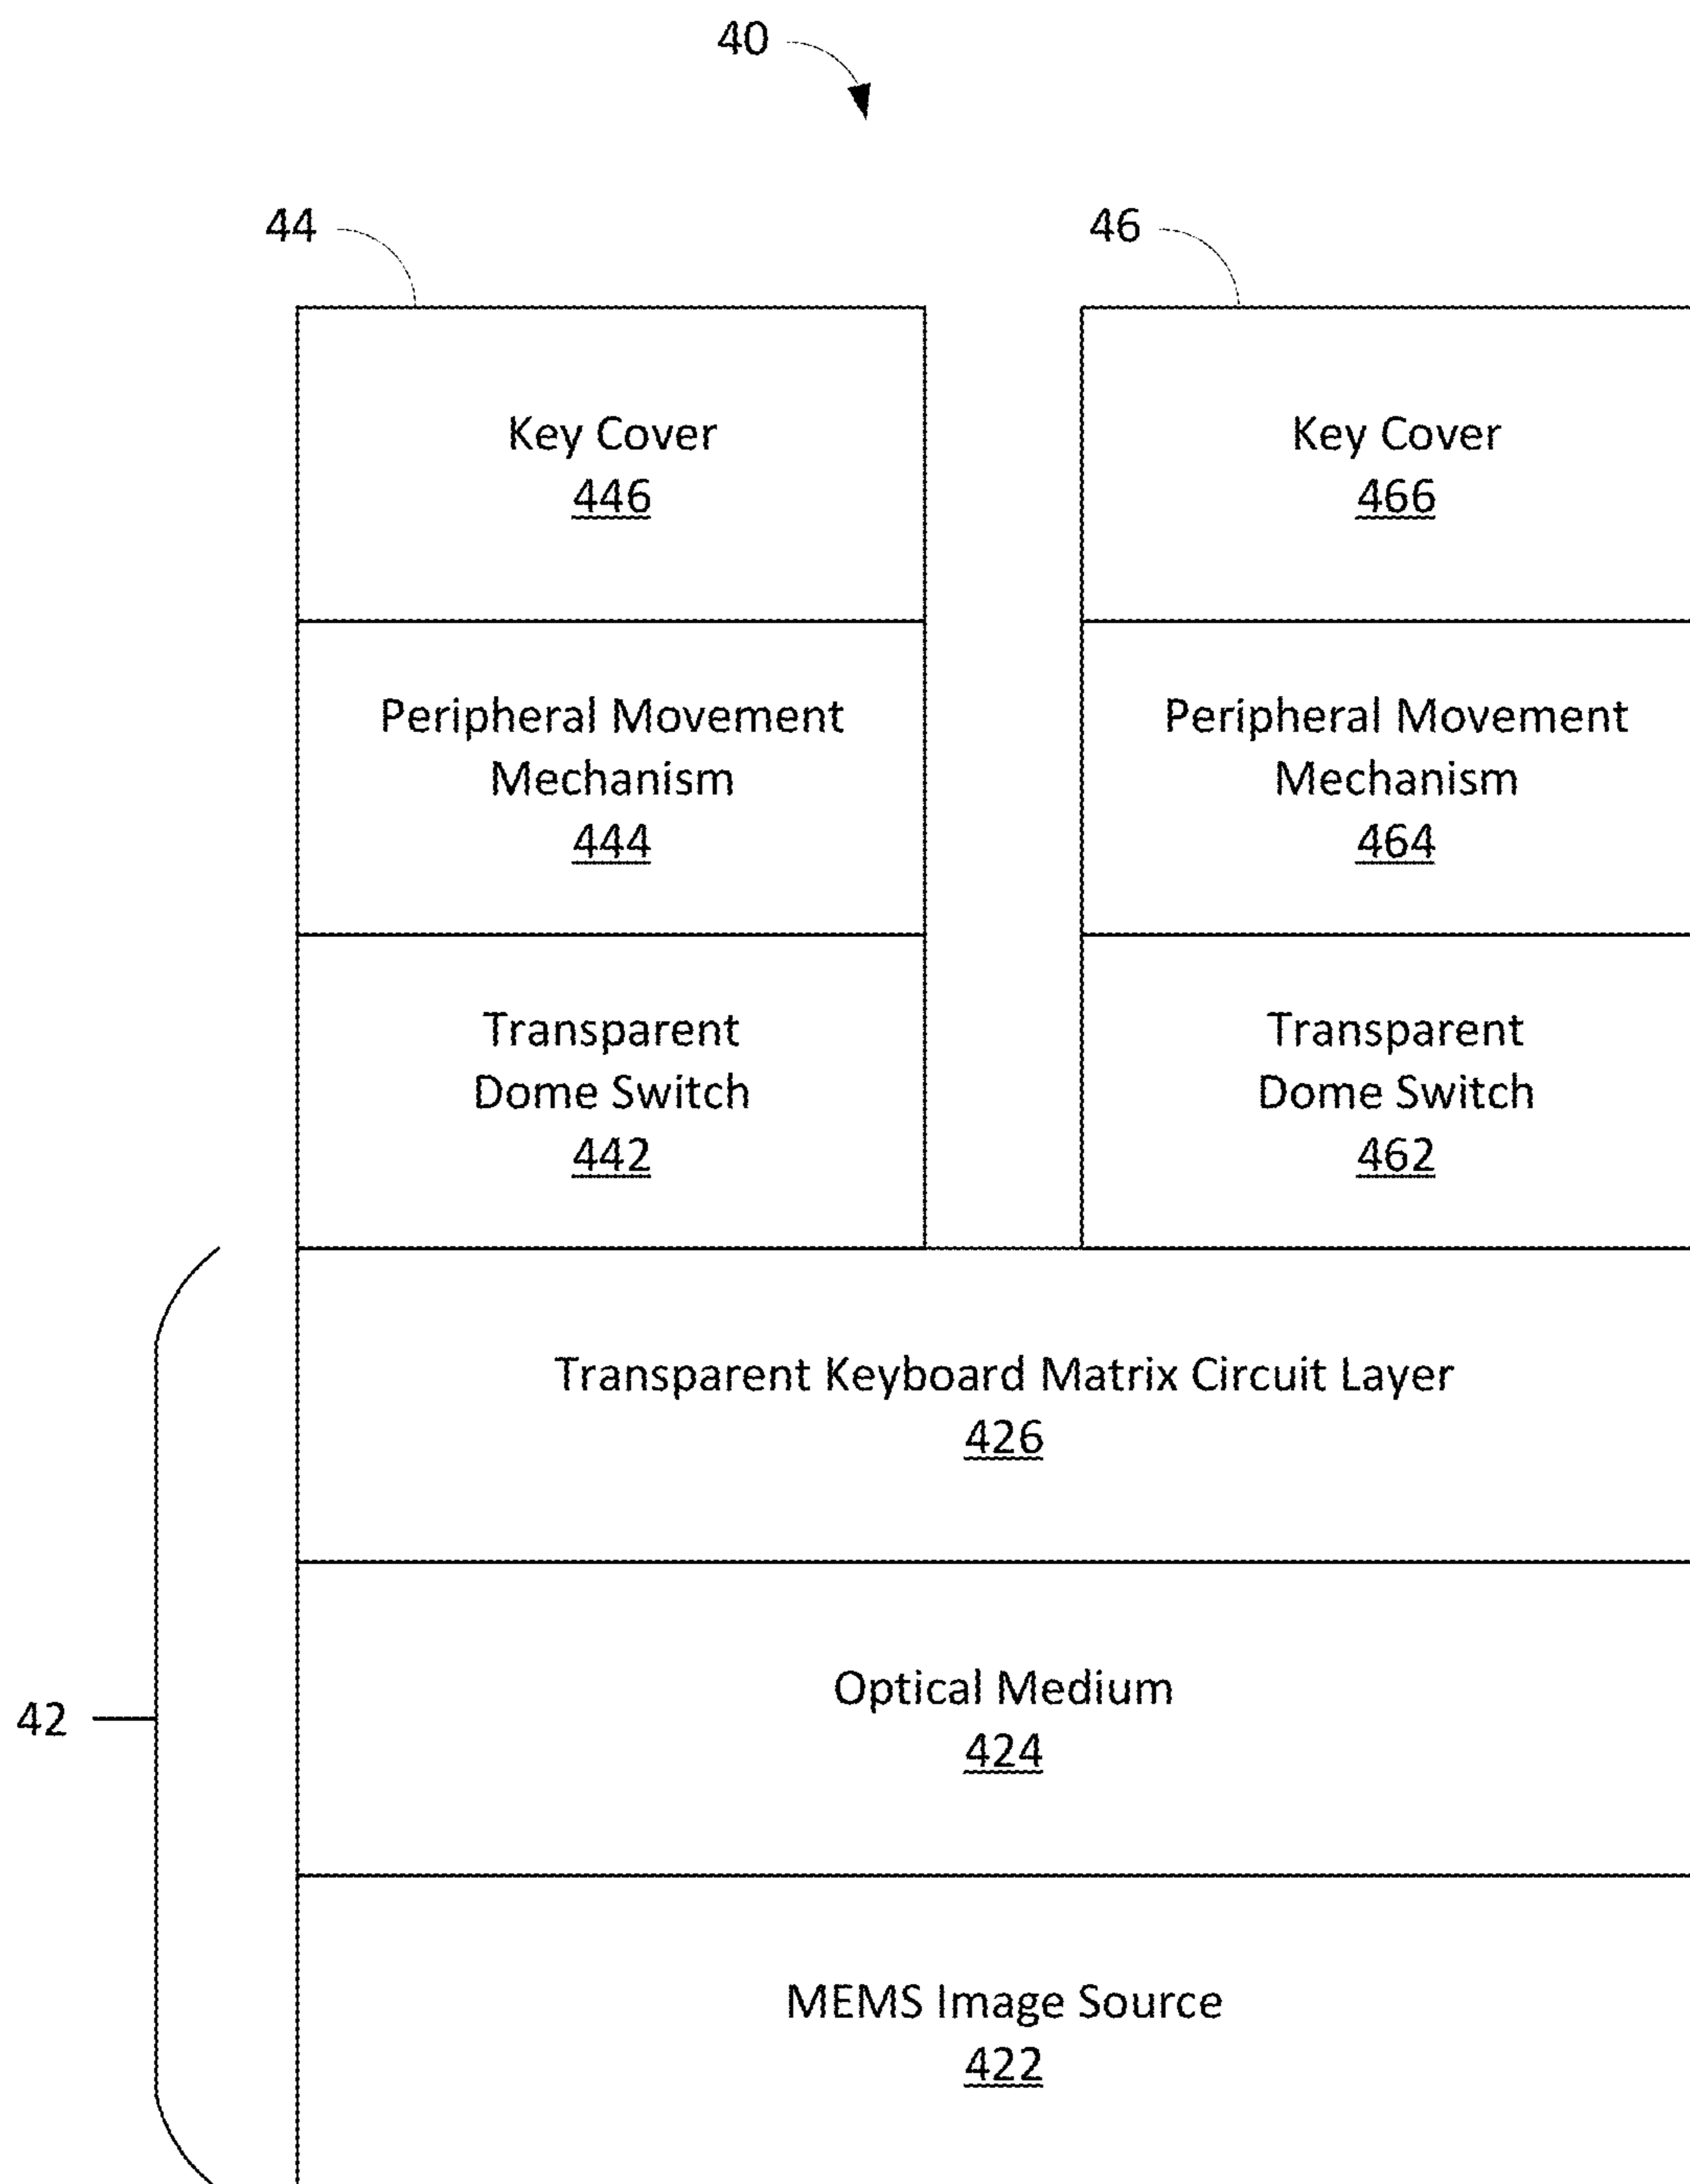 40
44
46
Key Cover
446
Key Cover
466
Peripheral Movement
Mechanism
444
Peripheral Movement
Mechanism
464
Transparent
Dome Switch
442
Transparent
Dome Switch
462
Transparent Keyboard Matrix Circuit Layer
426
Optical Medium
424
42
MEMS Image Source
422